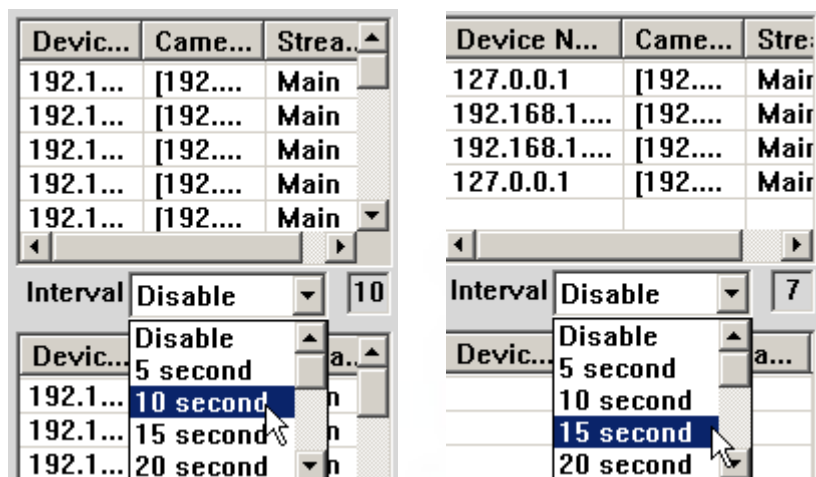 Devic... Came... Strea..
192.1... [192.... Main
192.1... [192.... Main
192.1... [192.... Main
192.1... [192.... Main
192.1... [192.... Main
Interval Disable 10
Disable
5 second
10 second
15 second
20 second
Devic... a..
192.1... n
192.1... n
192.1... n
Device N... Came...
127.0.0.1 [192....
192.168.1.... [192....
192.168.1.... [192....
127.0.0.1 [192....
Interval Disable 7
Disable
5 second
10 second
15 second
20 second
Devic... a...